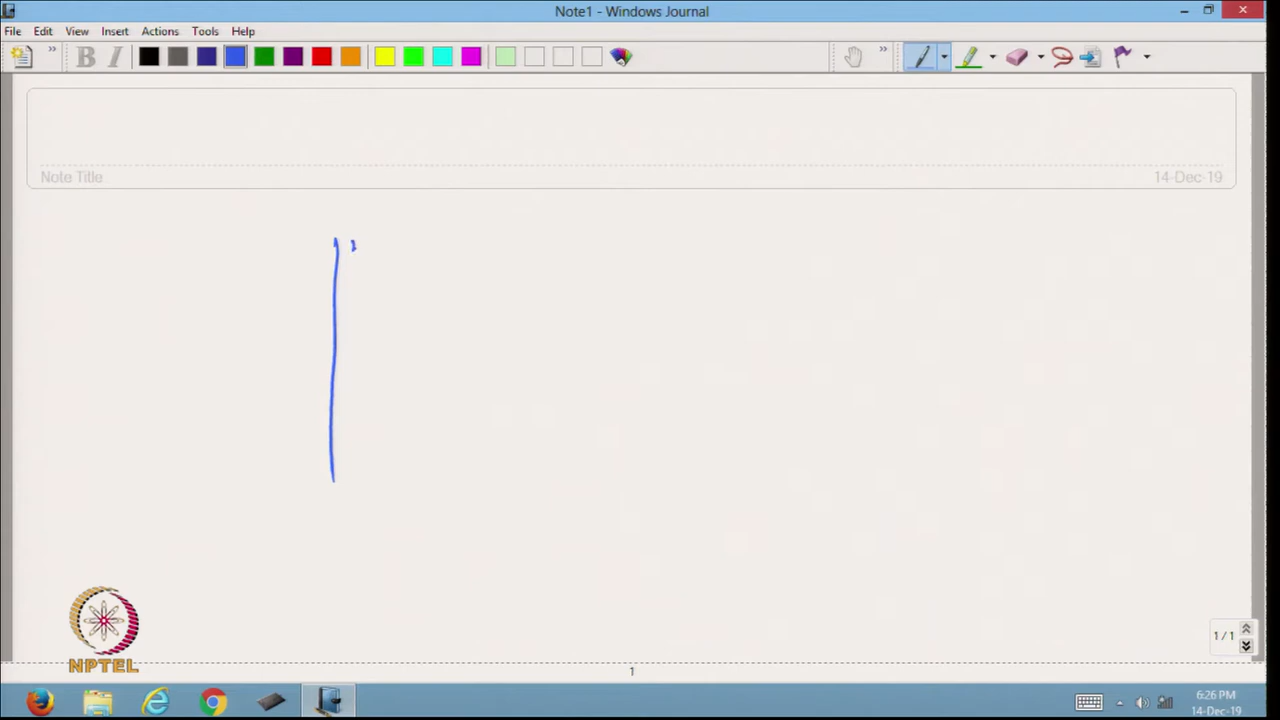 Note1 - Windows Journal
File Edit View Insert Actions Tools Help
B I
Note Title
14-Dec-19
NPTEL
1 / 1
1
6:26 PM
14-Dec-19